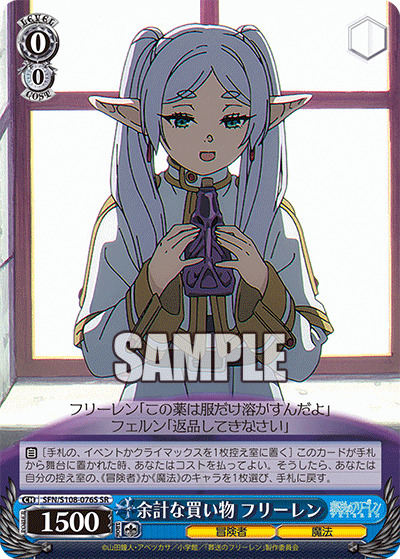 LEVEL
0
0
COST
SAMPLE
フリーレン「この薬は服だけ溶かすんだよ」
フェルン「返品してきなさい」
自 [手札の、イベントかクライマックスを1枚控え室に置く] このカードが手札
から舞台に置かれた時、あなたはコストを払ってよい。そうしたら、あなたは
自分の控え室の、《冒険者》か《魔法》のキャラを1枚選び、手札に戻す。
CH SFN/S108-076S SR
1500
余計な買い物 フリーレン
葬送のフリーレン
冒険者 魔法
©山田鐘人・アベツカサ/小学館/「葬送のフリーレン」製作委員会